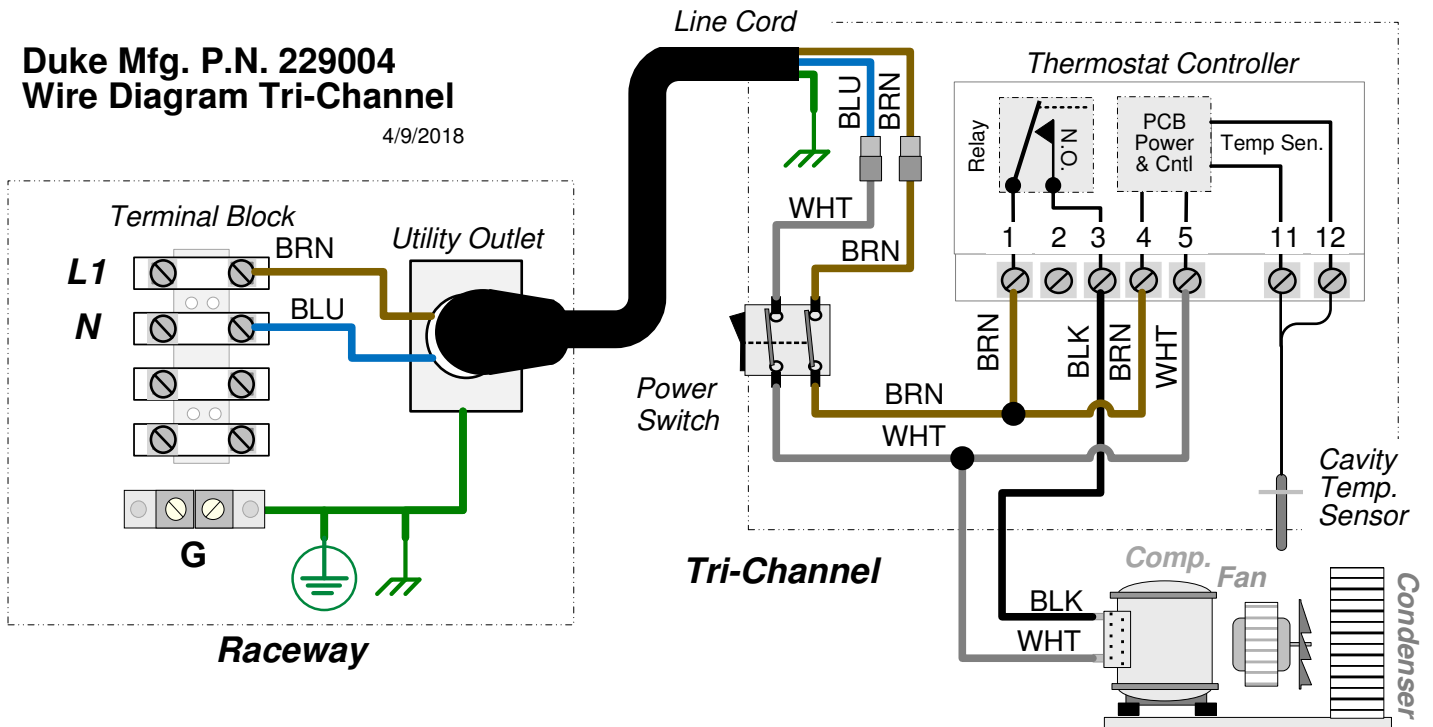 Duke Mfg. P.N. 229004
Wire Diagram Tri-Channel
4/9/2018
Terminal Block
BRN
L1
BLU
N
G
Utility Outlet
Raceway
Line Cord
BLU
BRN
WHT
BRN
Power
Switch
BRN
WHT
Tri-Channel
Thermostat Controller
Relay
N.O.
PCB
Power
& Cntl
Temp Sen.
1 2 3 4 5 11 12
BRN
BLK
BRN
WHT
Cavity
Temp.
Sensor
BLK
WHT
Comp.
Fan
Condenser